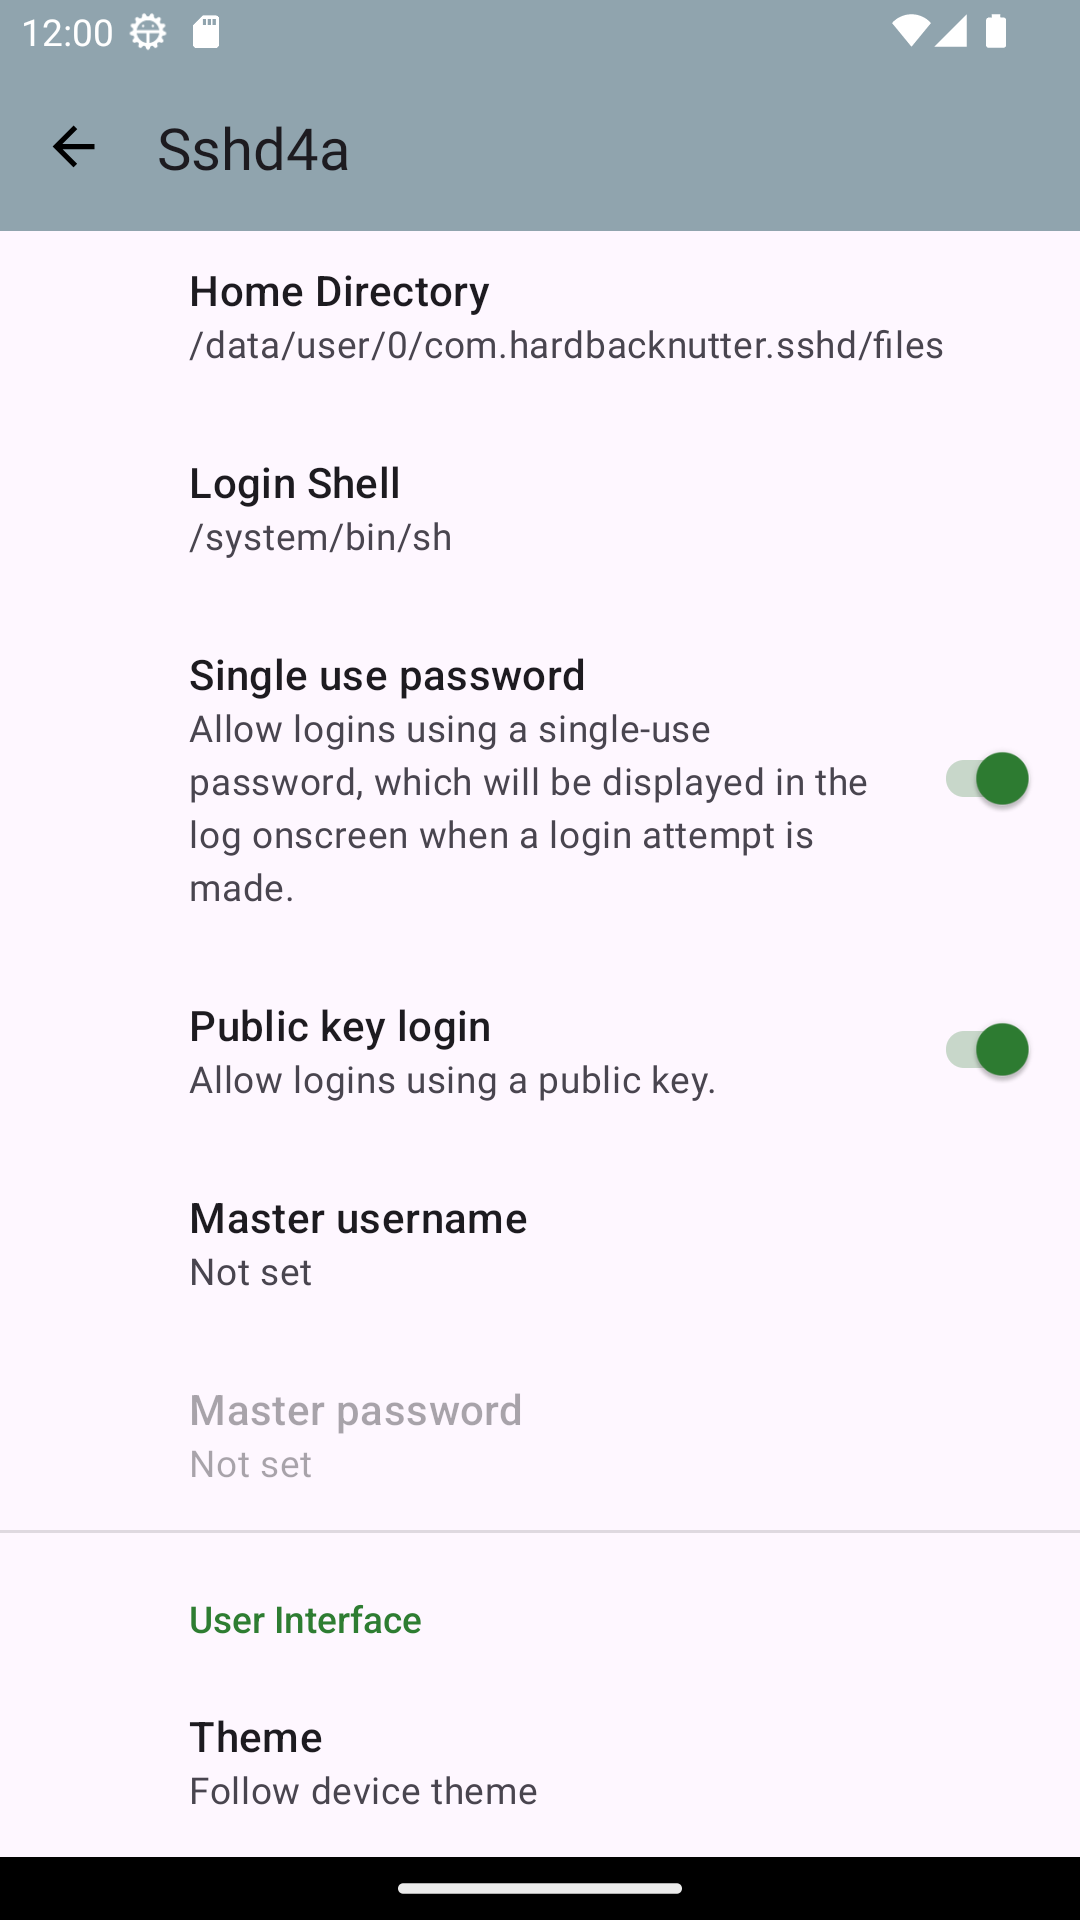 12:00
Sshd4a
Home Directory
/data/user/0/com.hardbacknutter.sshd/files
Login Shell
/system/bin/sh
Single use password
Allow logins using a single-use
password, which will be displayed in the
log onscreen when a login attempt is
made.
Public key login
Allow logins using a public key.
Master username
Not set
Master password
Not set
User Interface
Theme
Follow device theme